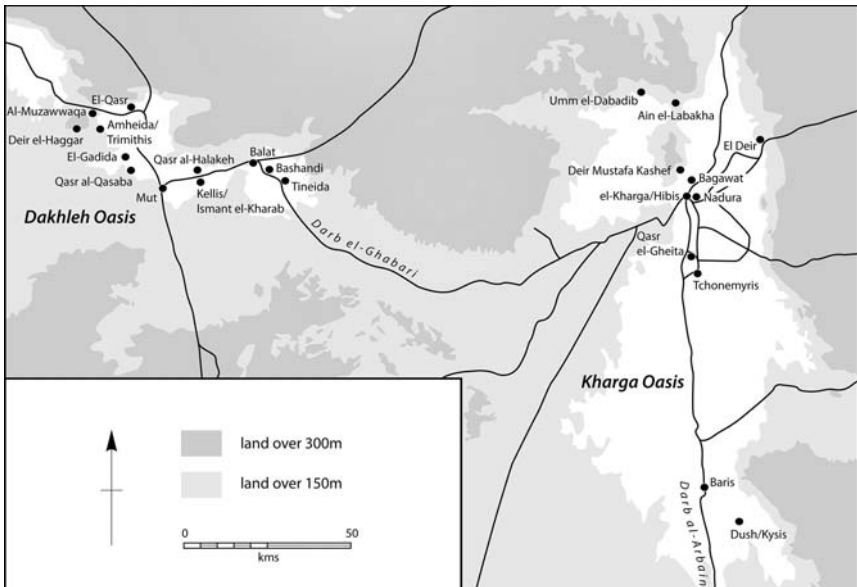 El-Qasr
Al-Muzawwaqa
Deir el-Haggar
Amheida/
Trimithis
El-Gadida
Qasr al-Qasaba
Qasr al-Halakeh
Balat
Bashandi
Tineida
Mut
Kellis/
Ismant el-Kharab
Dakhleh Oasis
Darb el-Ghabari
Umm el-Dabadib
Ain el-Labakha
El Deir
Deir Mustafa Kashef
Bagawat
el-Kharga/Hibis
Nadura
Qasr
el-Gheita
Tchonemyris
Kharga Oasis
Baris
Darb al-Arbain
Dush/Kysis
land over 300m
land over 150m
0 50
kms